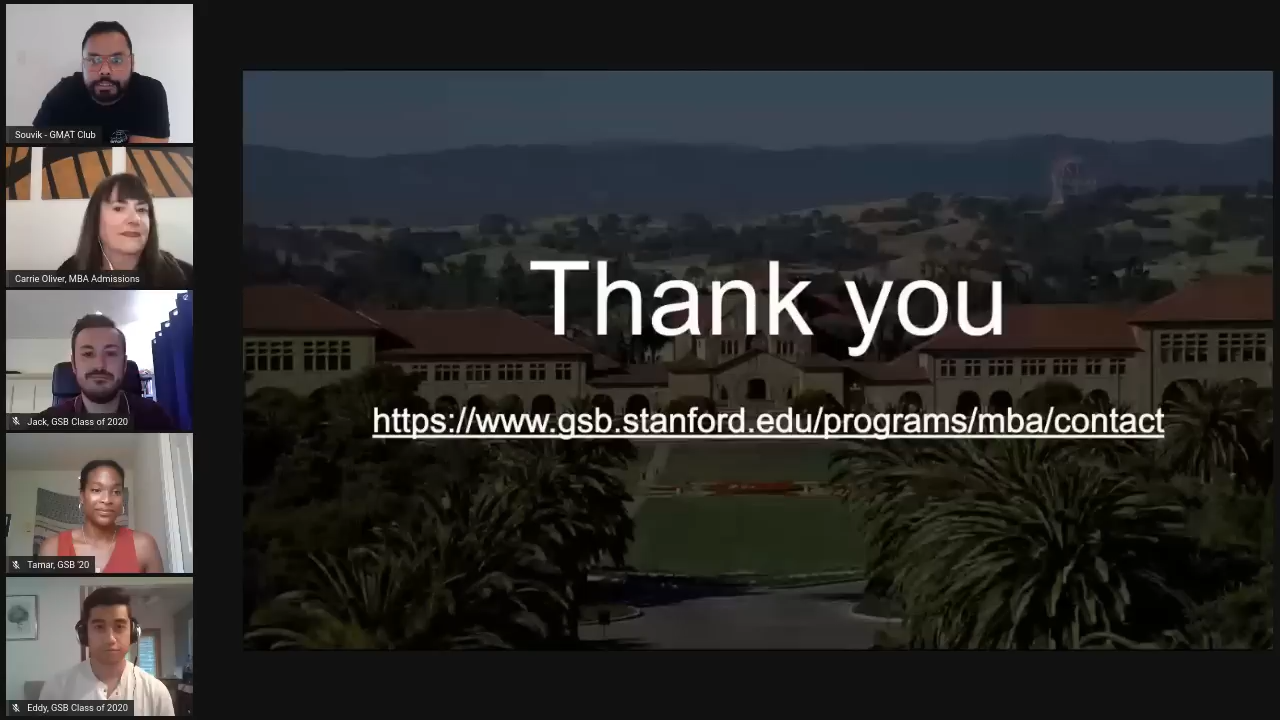 Souvik - GMAT Club
Carrie Oliver, MBA Admissions
Jack, GSB Class of 2020
Tamar, GSB '20
Eddy, GSB Class of 2020
Thank you
https://www.gsb.stanford.edu/programs/mba/contact